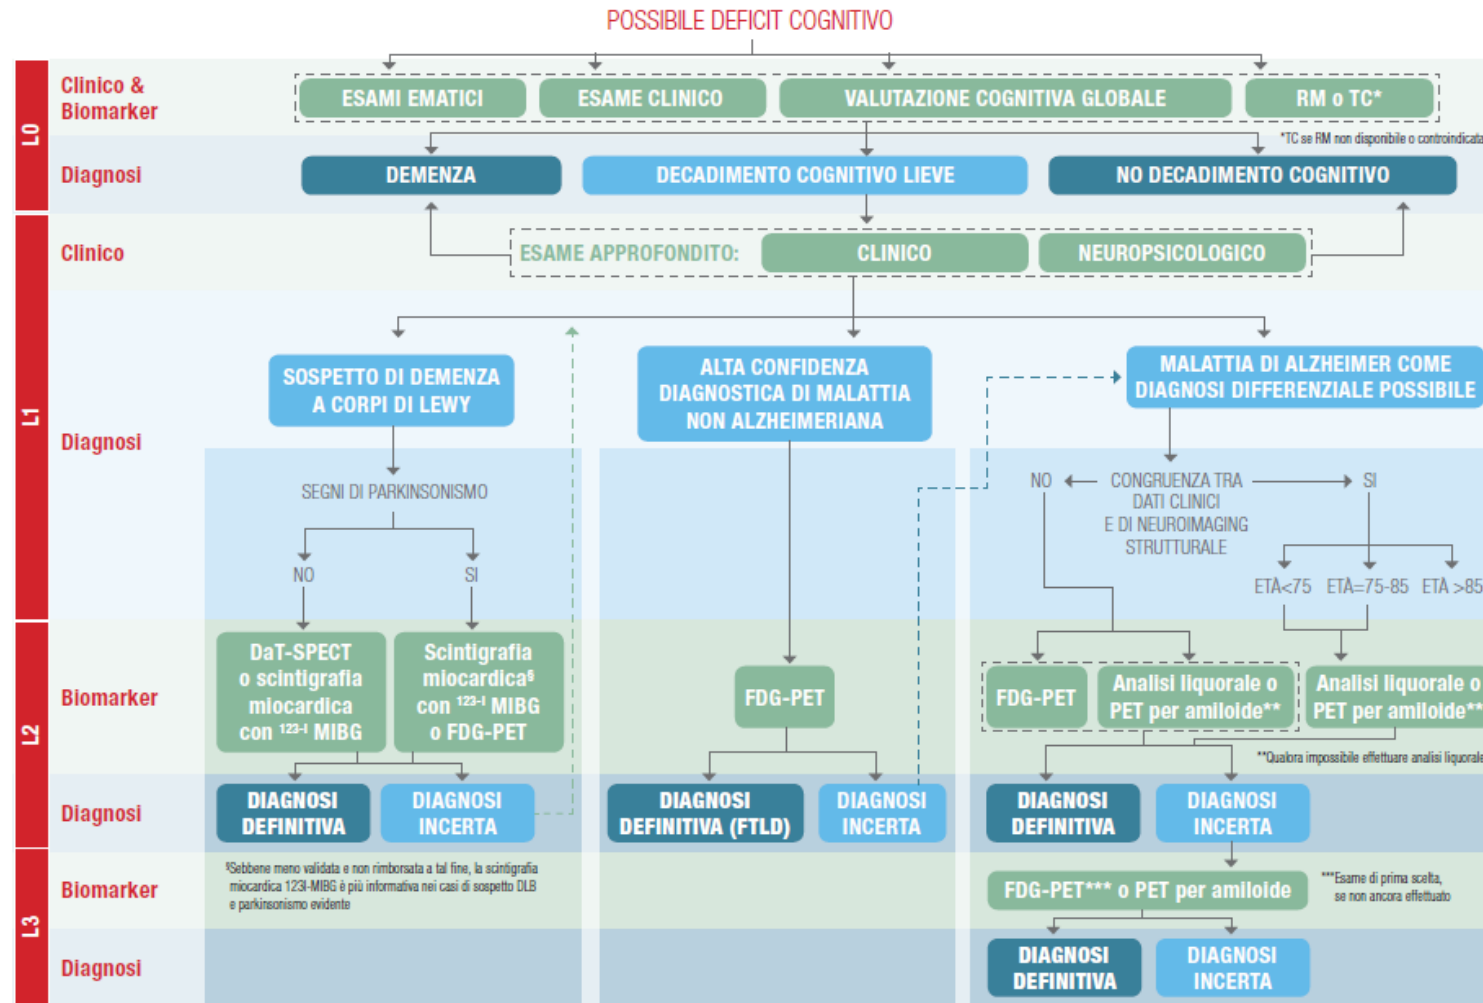 POSSIBILE DEFICIT COGNITIVO
L0
Clinico &
Biomarker
ESAMI EMATICI
ESAME CLINICO
VALUTAZIONE COGNITIVA GLOBALE
RM o TC*
*TC se RM non disponibile o controindicata
Diagnosi
DEMENZA
DECADIMENTO COGNITIVO LIEVE
NO DECADIMENTO COGNITIVO
L1
Clinico
ESAME APPROFONDITO:
CLINICO
NEUROPSICOLOGICO
Diagnosi
SOSPETTO DI DEMENZA
A CORPI DI LEWY
ALTA CONFIDENZA
DIAGNOSTICA DI MALATTIA
NON ALZHEIMERIANA
MALATTIA DI ALZHEIMER COME
DIAGNOSI DIFFERENZIALE POSSIBILE
SEGNI DI PARKINSONISMO
NO
SI
NO
CONGRUENZA TRA
DATI CLINICI
E DI NEUROIMAGING
STRUTTURALE
SI
ETÀ<75
ETÀ=75-85
ETÀ >85
L2
Biomarker
DaT-SPECT
o scintigrafia
miocardica
con ¹²³⁻ᴵ MIBG
Scintigrafia
miocardica§
con ¹²³⁻ᴵ MIBG
o FDG-PET
FDG-PET
FDG-PET
Analisi liquorale o
PET per amiloide**
Analisi liquorale o
PET per amiloide**
**Qualora impossibile effettuare analisi liquorale
Diagnosi
DIAGNOSI
DEFINITIVA
DIAGNOSI
INCERTA
DIAGNOSI
DEFINITIVA (FTLD)
DIAGNOSI
INCERTA
DIAGNOSI
DEFINITIVA
DIAGNOSI
INCERTA
L3
Biomarker
§Sebbene meno validata e non rimborsata a tal fine, la scintigrafia
miocardica 123I-MIBG è più informativa nei casi di sospetto DLB
e parkinsonismo evidente
FDG-PET*** o PET per amiloide
***Esame di prima scelta,
se non ancora effettuato
Diagnosi
DIAGNOSI
DEFINITIVA
DIAGNOSI
INCERTA